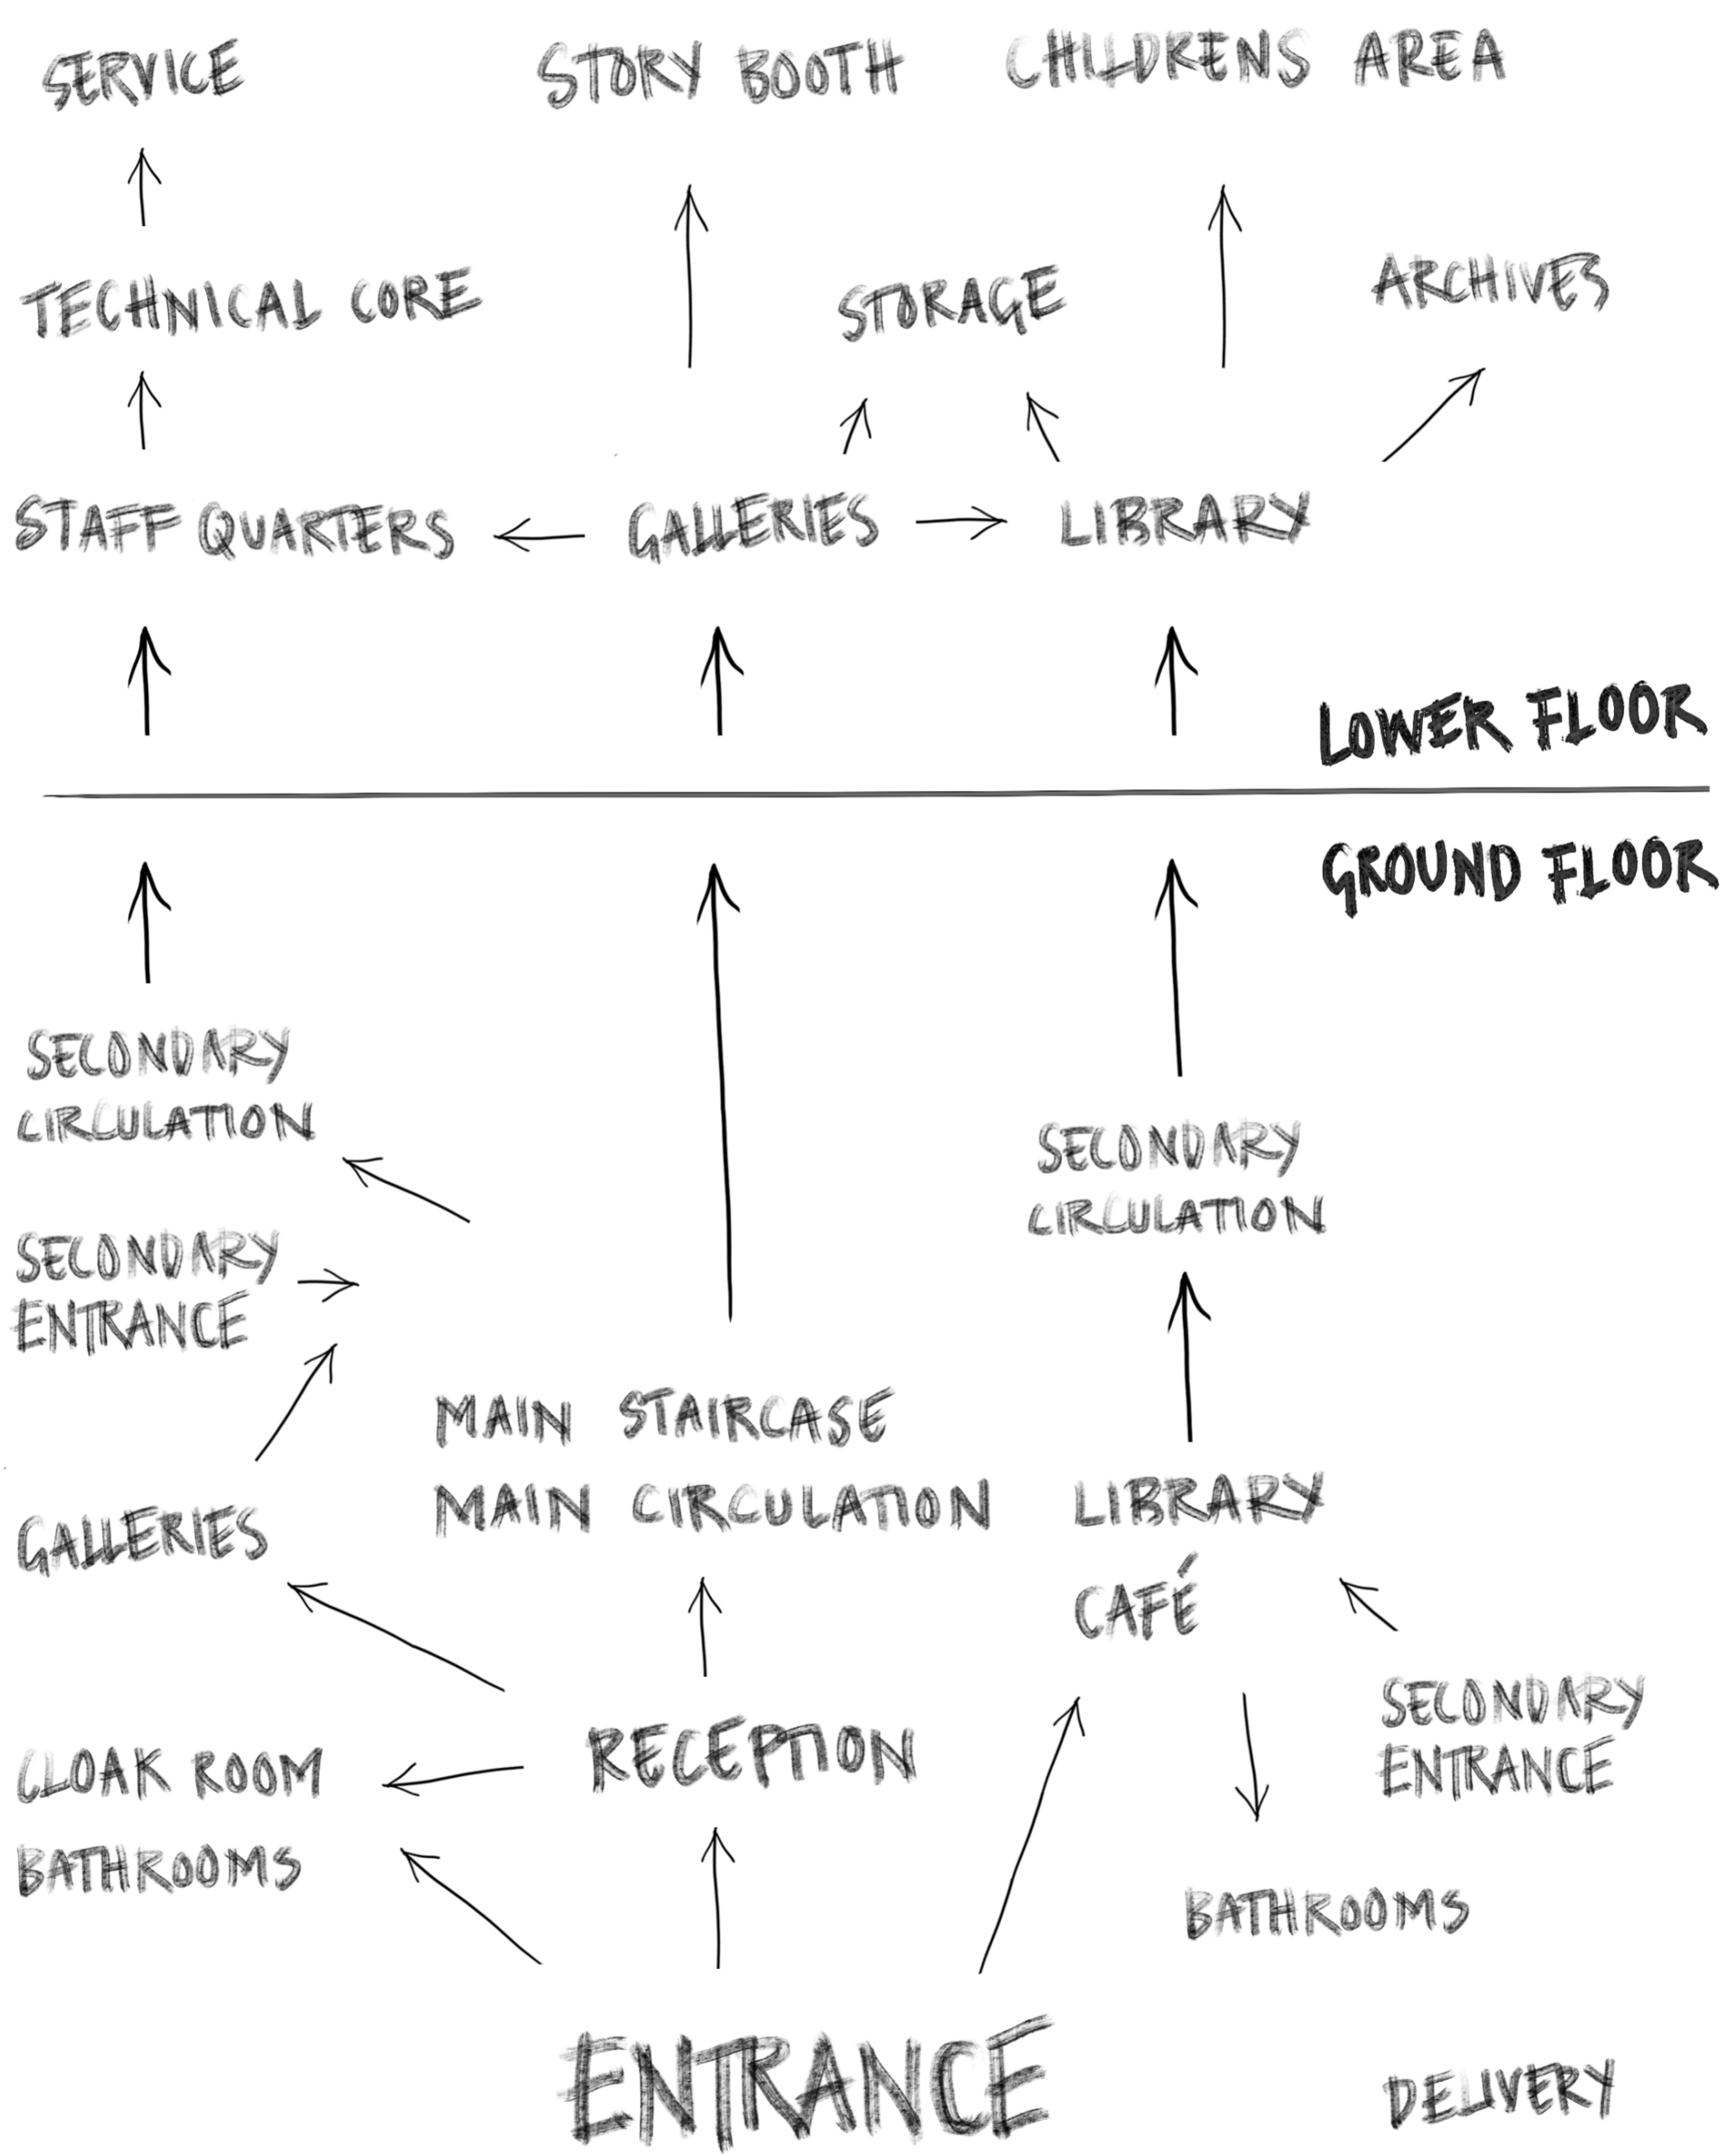 SERVICE
STORY BOOTH
CHILDRENS AREA
TECHNICAL CORE
STORAGE
ARCHIVES
STAFF QUARTERS
GALLERIES
LIBRARY
LOWER FLOOR
GROUND FLOOR
SECONDARY
CIRCULATION
SECONDARY
CIRCULATION
SECONDARY
ENTRANCE
MAIN STAIRCASE
MAIN CIRCULATION
LIBRARY
CAFÉ
GALLERIES
SECONDARY
ENTRANCE
RECEPTION
CLOAK ROOM
BATHROOMS
BATHROOMS
ENTRANCE
DELIVERY